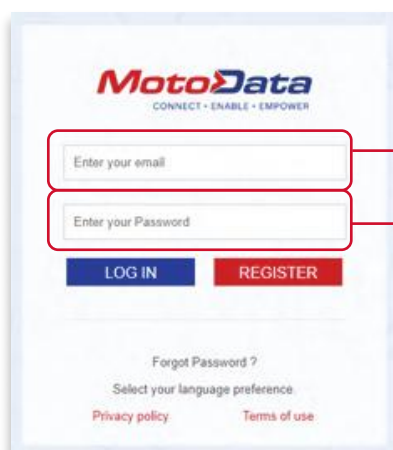 MotoData
CONNECT • ENABLE • EMPOWER
Enter your email
Enter your Password
LOG IN REGISTER
Forgot Password ?
Select your language preference.
Privacy policy Terms of use